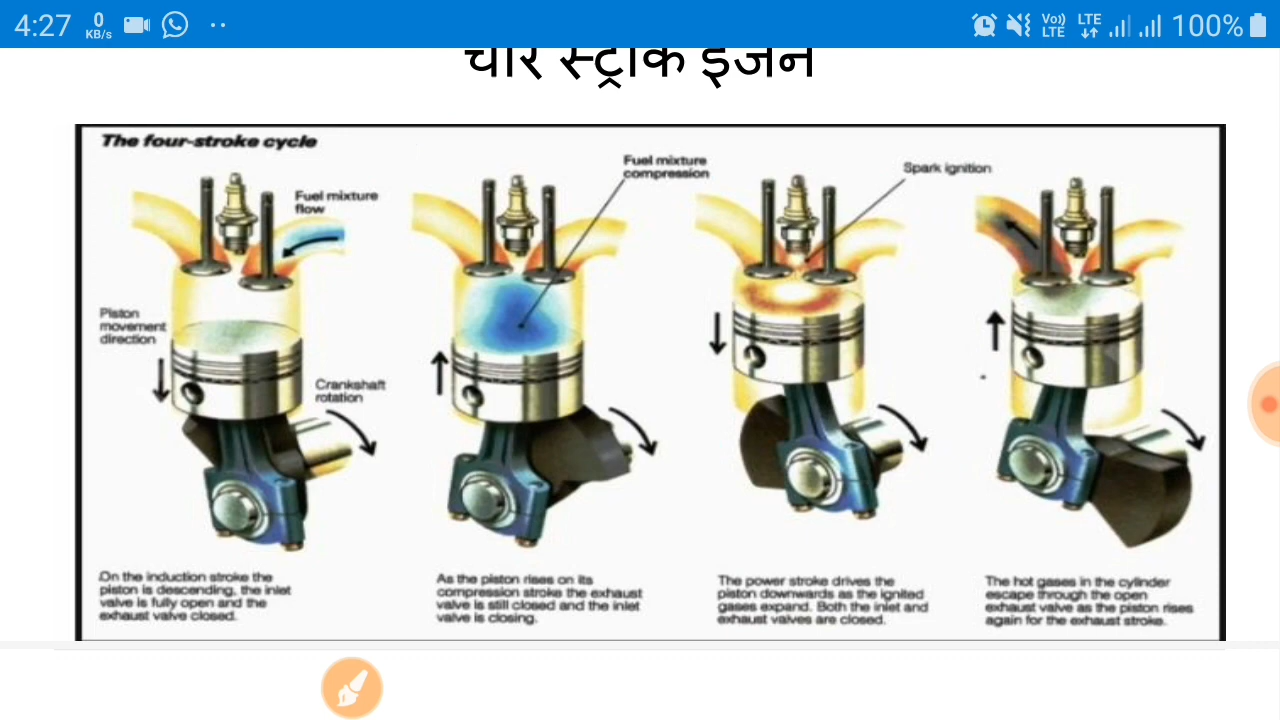 4:27 0 KB/s Vo)) LTE LTE 100%
चार स्ट्रोक इंजन
The four-stroke cycle
Fuel mixture
flow
Piston
movement
direction
Crankshaft
rotation
Fuel mixture
compression
Spark ignition
On the induction stroke the
piston is descending, the inlet
valve is fully open and the
exhaust valve closed.
As the piston rises on its
compression stroke the exhaust
valve is still closed and the inlet
valve is closing.
The power stroke drives the
piston downwards as the ignited
gases expand. Both the inlet and
exhaust valves are closed.
The hot gases in the cylinder
escape through the open
exhaust valve as the piston rises
again for the exhaust stroke.